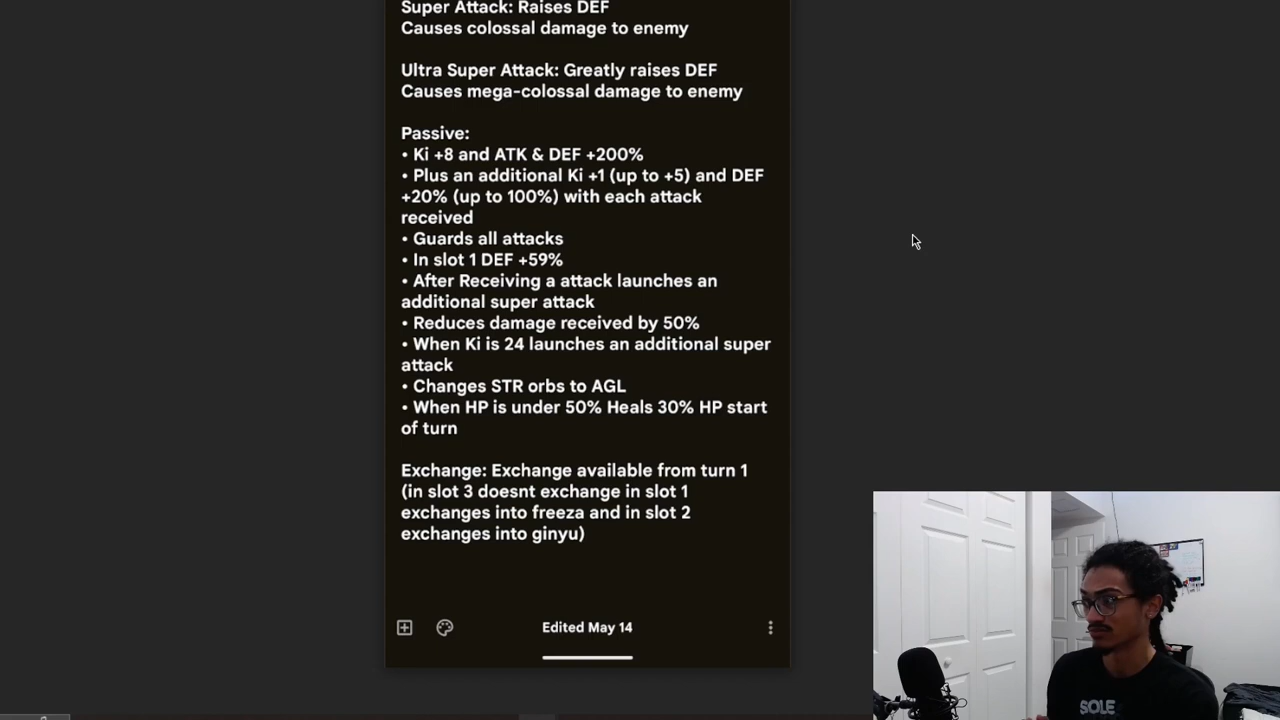 Super Attack: Raises DEF
Causes colossal damage to enemy
Ultra Super Attack: Greatly raises DEF
Causes mega-colossal damage to enemy
Passive:
• Ki +8 and ATK & DEF +200%
• Plus an additional Ki +1 (up to +5) and DEF
+20% (up to 100%) with each attack
received
• Guards all attacks
• In slot 1 DEF +59%
• After Receiving a attack launches an
additional super attack
• Reduces damage received by 50%
• When Ki is 24 launches an additional super
attack
• Changes STR orbs to AGL
• When HP is under 50% Heals 30% HP start
of turn
Exchange: Exchange available from turn 1
(in slot 3 doesnt exchange in slot 1
exchanges into freeza and in slot 2
exchanges into ginyu)
Edited May 14
SOLE